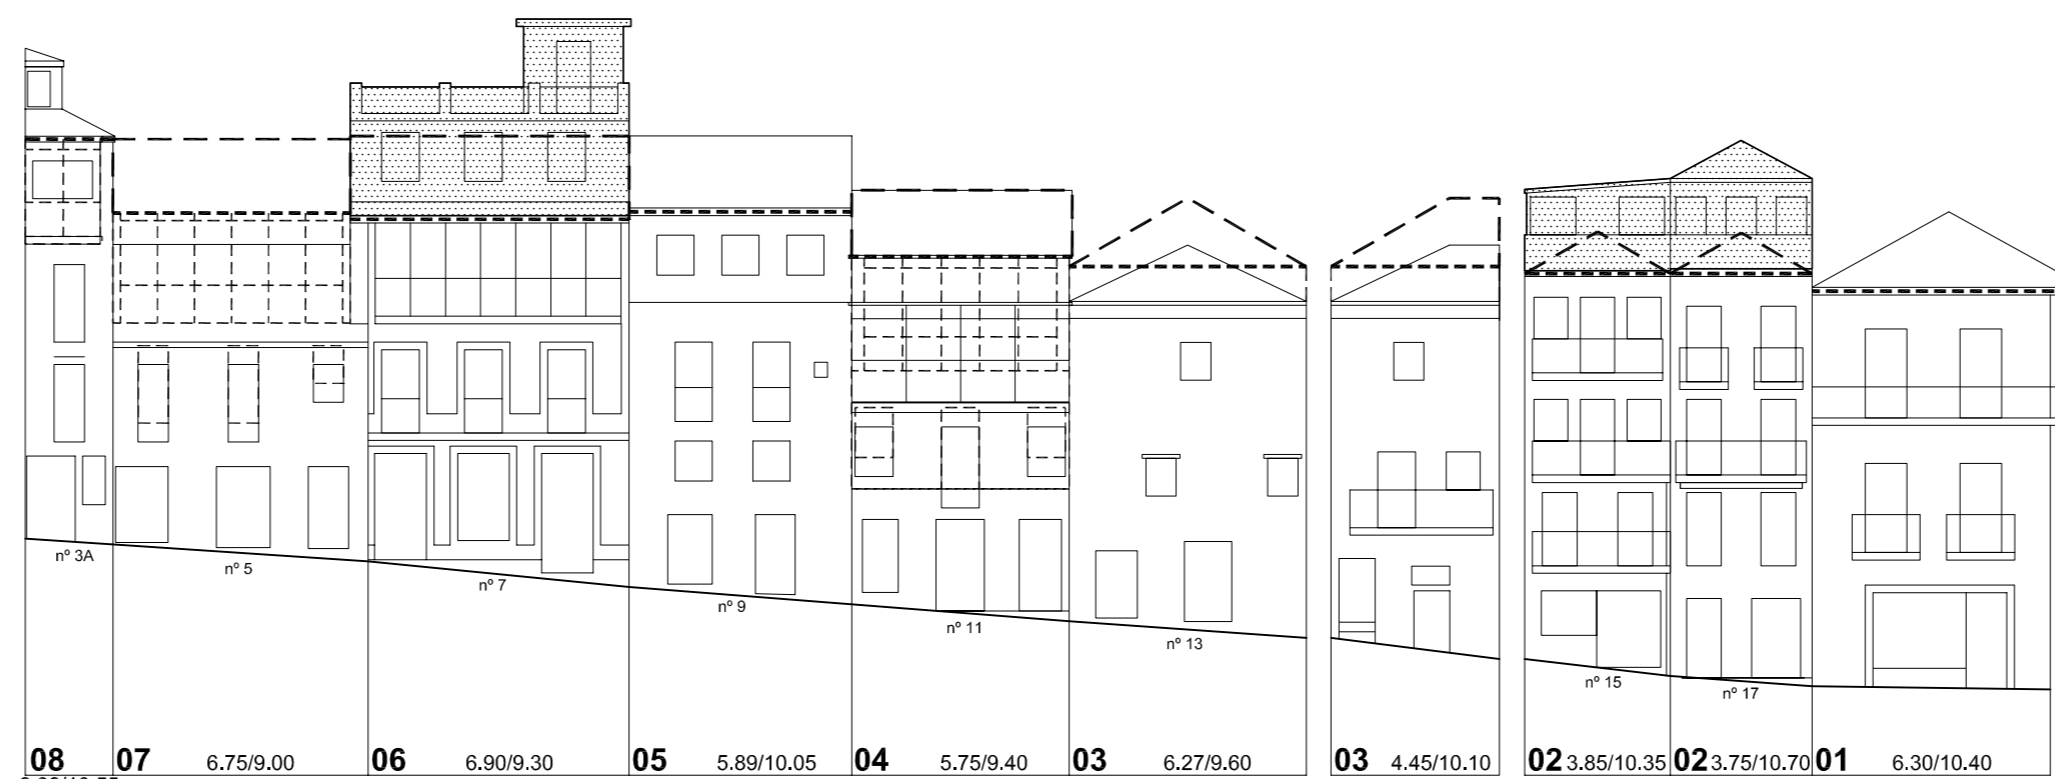 nº 3A
nº 5
nº 7
nº 9
nº 11
nº 13
nº 15
nº 17
08
07 6.75/9.00
06 6.90/9.30
05 5.89/10.05
04 5.75/9.40
03 6.27/9.60
03 4.45/10.10
02 3.85/10.35
02 3.75/10.70
01 6.30/10.40